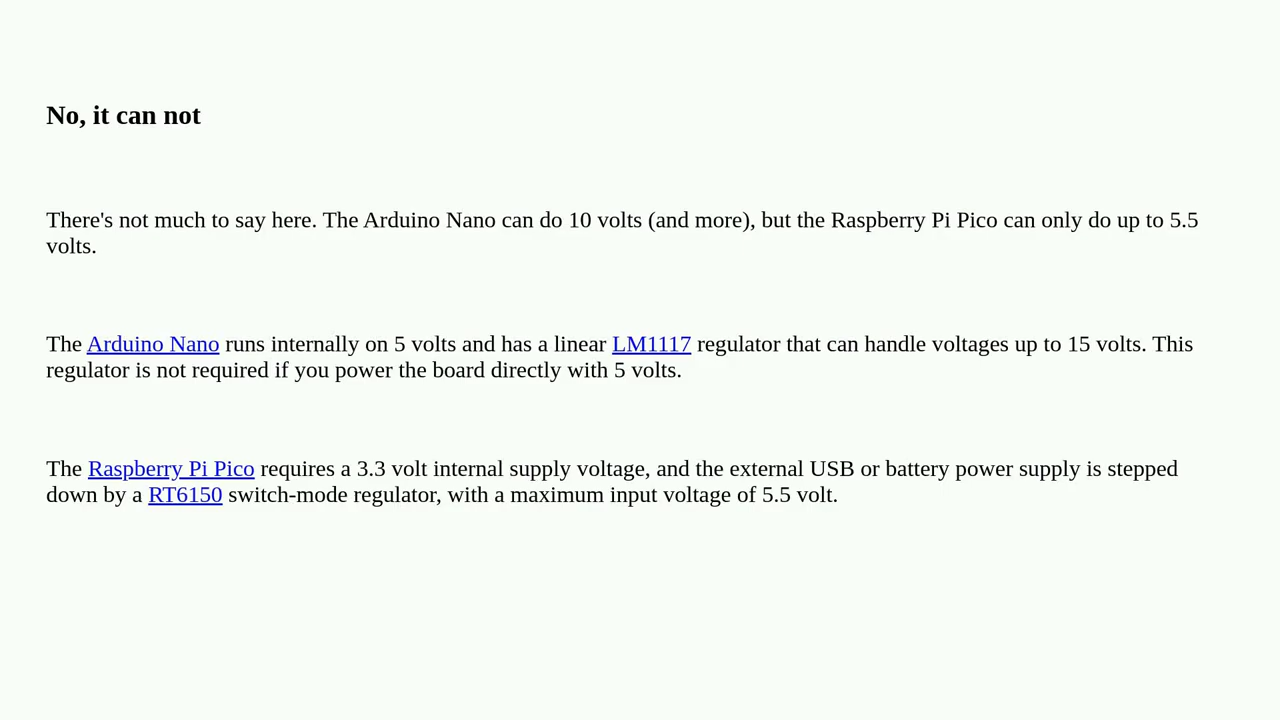 No, it can not
There's not much to say here. The Arduino Nano can do 10 volts (and more), but the Raspberry Pi Pico can only do up to 5.5
volts.
The Arduino Nano runs internally on 5 volts and has a linear LM1117 regulator that can handle voltages up to 15 volts. This
regulator is not required if you power the board directly with 5 volts.
The Raspberry Pi Pico requires a 3.3 volt internal supply voltage, and the external USB or battery power supply is stepped
down by a RT6150 switch-mode regulator, with a maximum input voltage of 5.5 volt.